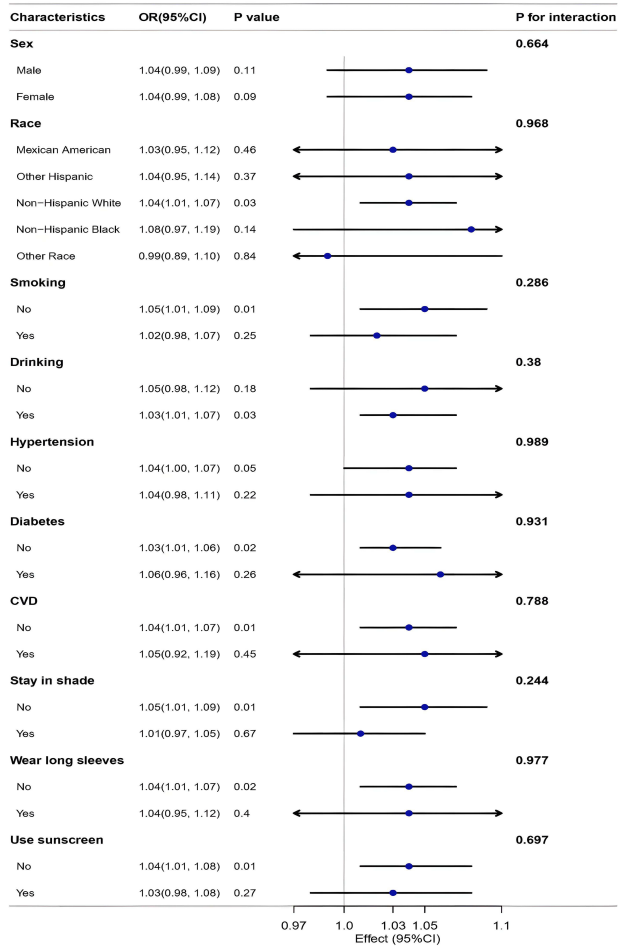 Characteristics OR(95%CI) P value P for interaction
Sex 0.664
Male 1.04(0.99, 1.09) 0.11
Female 1.04(0.99, 1.08) 0.09
Race 0.968
Mexican American 1.03(0.95, 1.12) 0.46
Other Hispanic 1.04(0.95, 1.14) 0.37
Non−Hispanic White 1.04(1.01, 1.07) 0.03
Non−Hispanic Black 1.08(0.97, 1.19) 0.14
Other Race 0.99(0.89, 1.10) 0.84
Smoking 0.286
No 1.05(1.01, 1.09) 0.01
Yes 1.02(0.98, 1.07) 0.25
Drinking 0.38
No 1.05(0.98, 1.12) 0.18
Yes 1.03(1.01, 1.07) 0.03
Hypertension 0.989
No 1.04(1.00, 1.07) 0.05
Yes 1.04(0.98, 1.11) 0.22
Diabetes 0.931
No 1.03(1.01, 1.06) 0.02
Yes 1.06(0.96, 1.16) 0.26
CVD 0.788
No 1.04(1.01, 1.07) 0.01
Yes 1.05(0.92, 1.19) 0.45
Stay in shade 0.244
No 1.05(1.01, 1.09) 0.01
Yes 1.01(0.97, 1.05) 0.67
Wear long sleeves 0.977
No 1.04(1.01, 1.07) 0.02
Yes 1.04(0.95, 1.12) 0.4
Use sunscreen 0.697
No 1.04(1.01, 1.08) 0.01
Yes 1.03(0.98, 1.08) 0.27
0.97 1.0 1.03 1.05 1.1
Effect (95%CI)